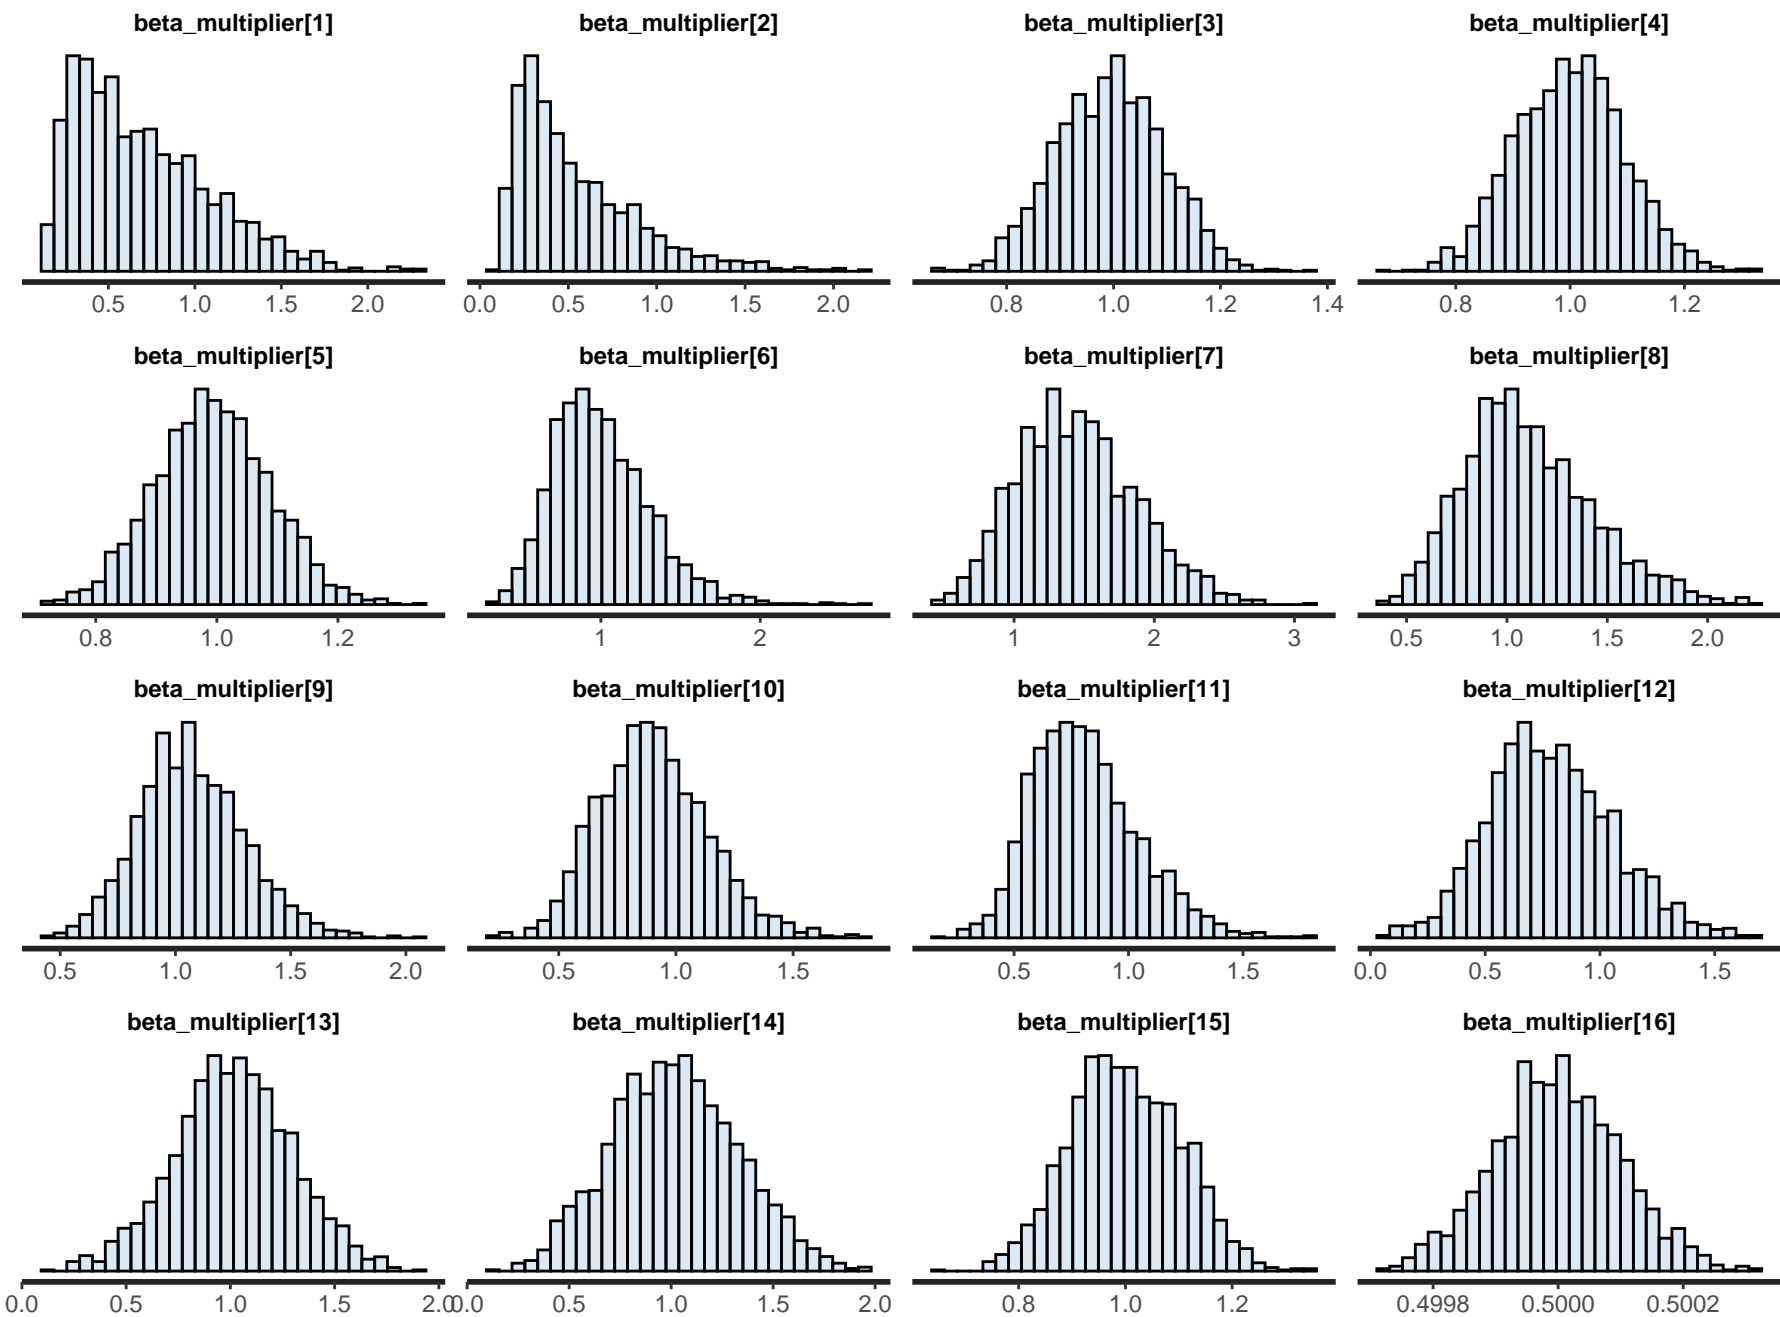 beta_multiplier[1] beta_multiplier[2] beta_multiplier[3] beta_multiplier[4]
0.5 1.0 1.5 2.0 0.0 0.5 1.0 1.5 2.0 0.8 1.0 1.2 1.4 0.8 1.0 1.2
beta_multiplier[5] beta_multiplier[6] beta_multiplier[7] beta_multiplier[8]
0.8 1.0 1.2 1 2 1 2 3 0.5 1.0 1.5 2.0
beta_multiplier[9] beta_multiplier[10] beta_multiplier[11] beta_multiplier[12]
0.5 1.0 1.5 2.0 0.5 1.0 1.5 0.5 1.0 1.5 0.0 0.5 1.0 1.5
beta_multiplier[13] beta_multiplier[14] beta_multiplier[15] beta_multiplier[16]
0.0 0.5 1.0 1.5 2.0 0.0 0.5 1.0 1.5 2.0 0.8 1.0 1.2 0.4998 0.5000 0.5002